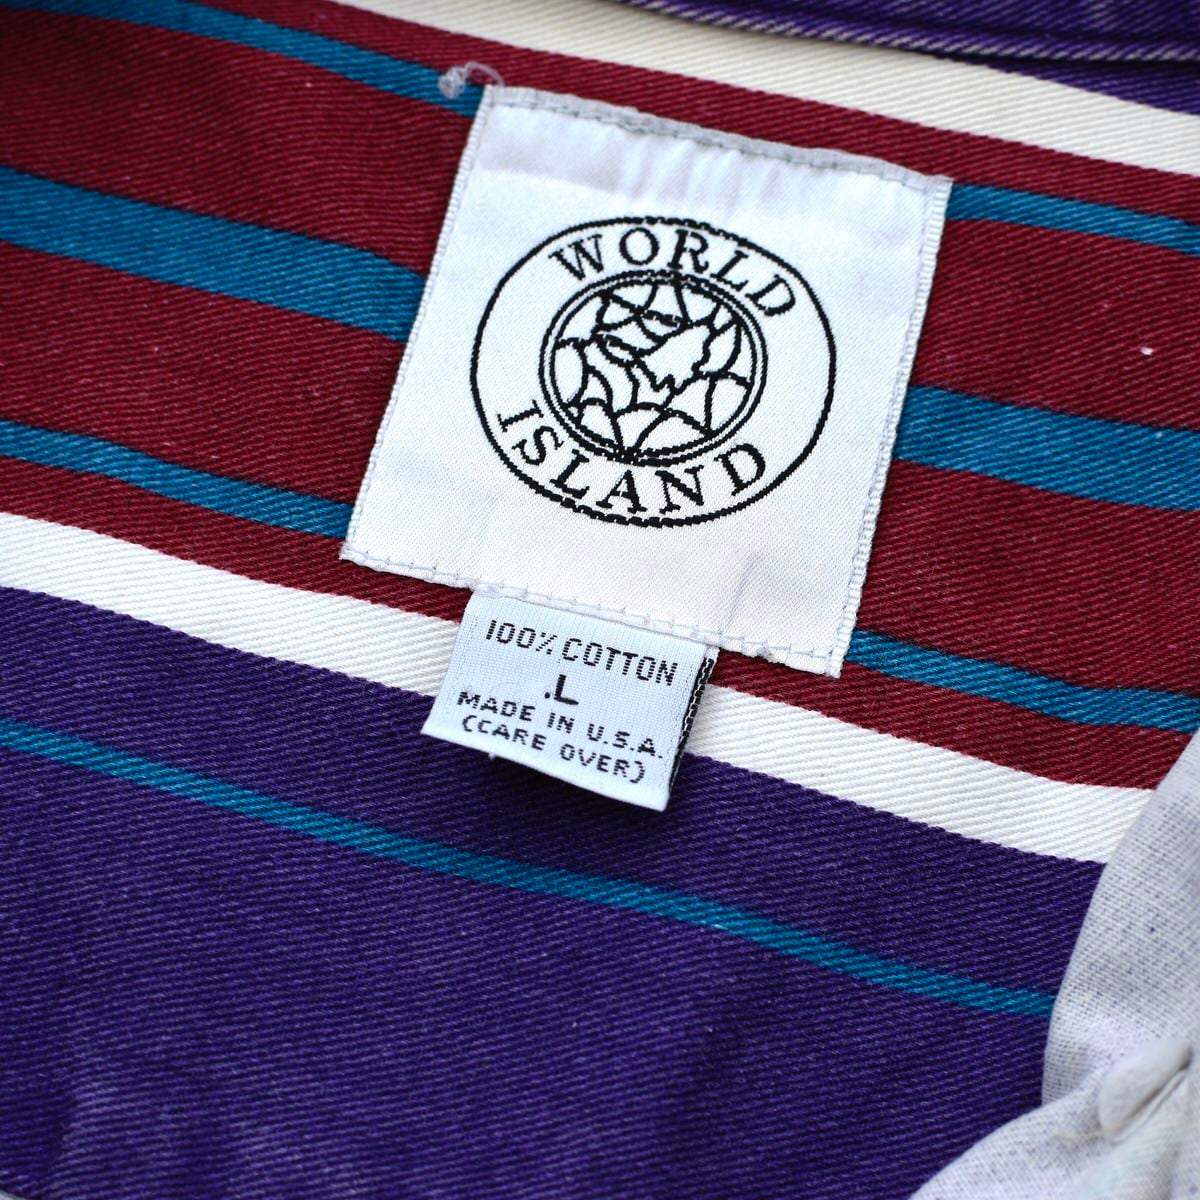 WORLD
ISLAND
100% COTTON
.L
MADE IN U.S.A.
(CARE OVER)